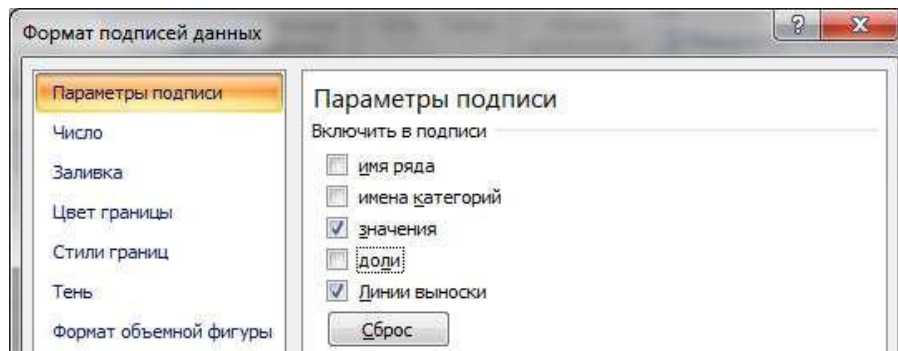 Формат подписей данных
Параметры подписи
Число
Заливка
Цвет границы
Стили границ
Тень
Формат объемной фигуры
Параметры подписи
Включить в подписи
имя ряда
имена категорий
значения
доли
Линии выноски
Сброс